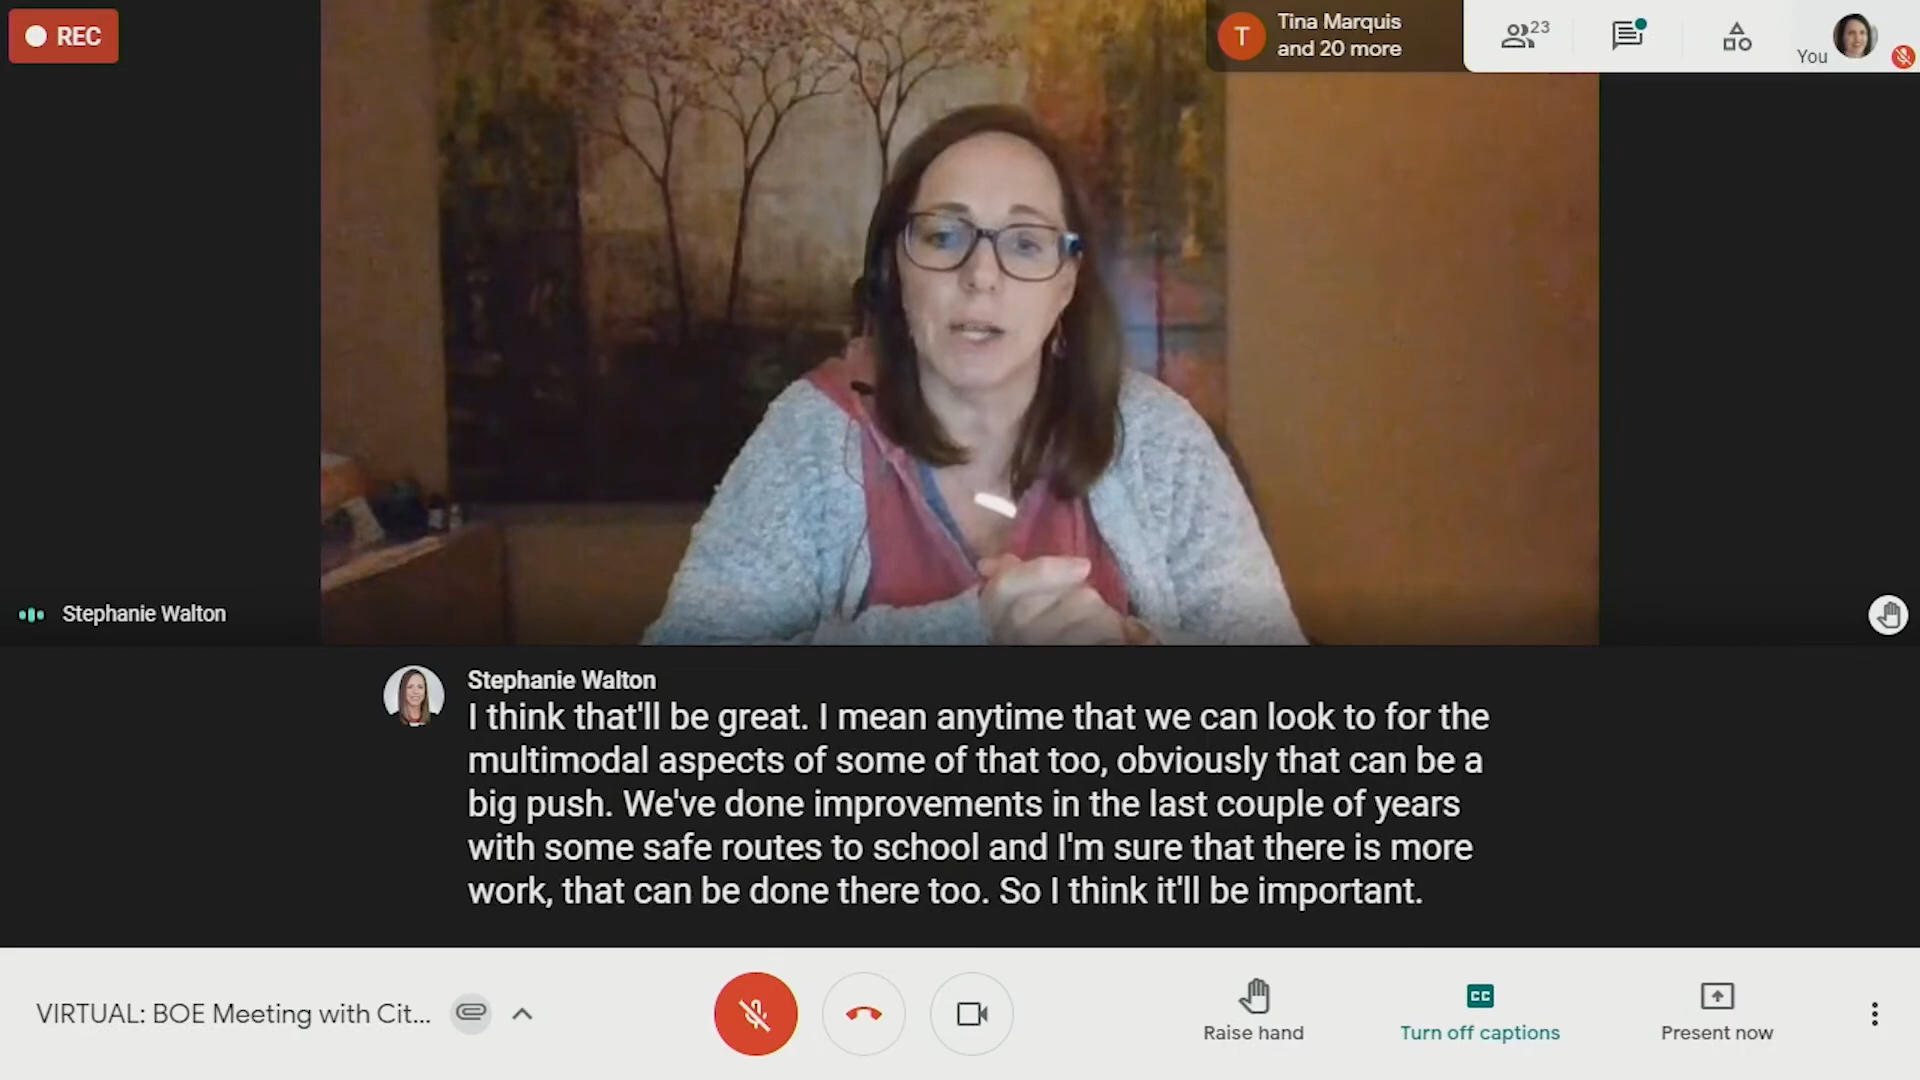 REC
Tina Marquis
and 20 more
T
23
You
Stephanie Walton
Stephanie Walton
I think that'll be great. I mean anytime that we can look to for the
multimodal aspects of some of that too, obviously that can be a
big push. We've done improvements in the last couple of years
with some safe routes to school and I'm sure that there is more
work, that can be done there too. So I think it'll be important.
VIRTUAL: BOE Meeting with Cit...
Raise hand
CC
Turn off captions
Present now